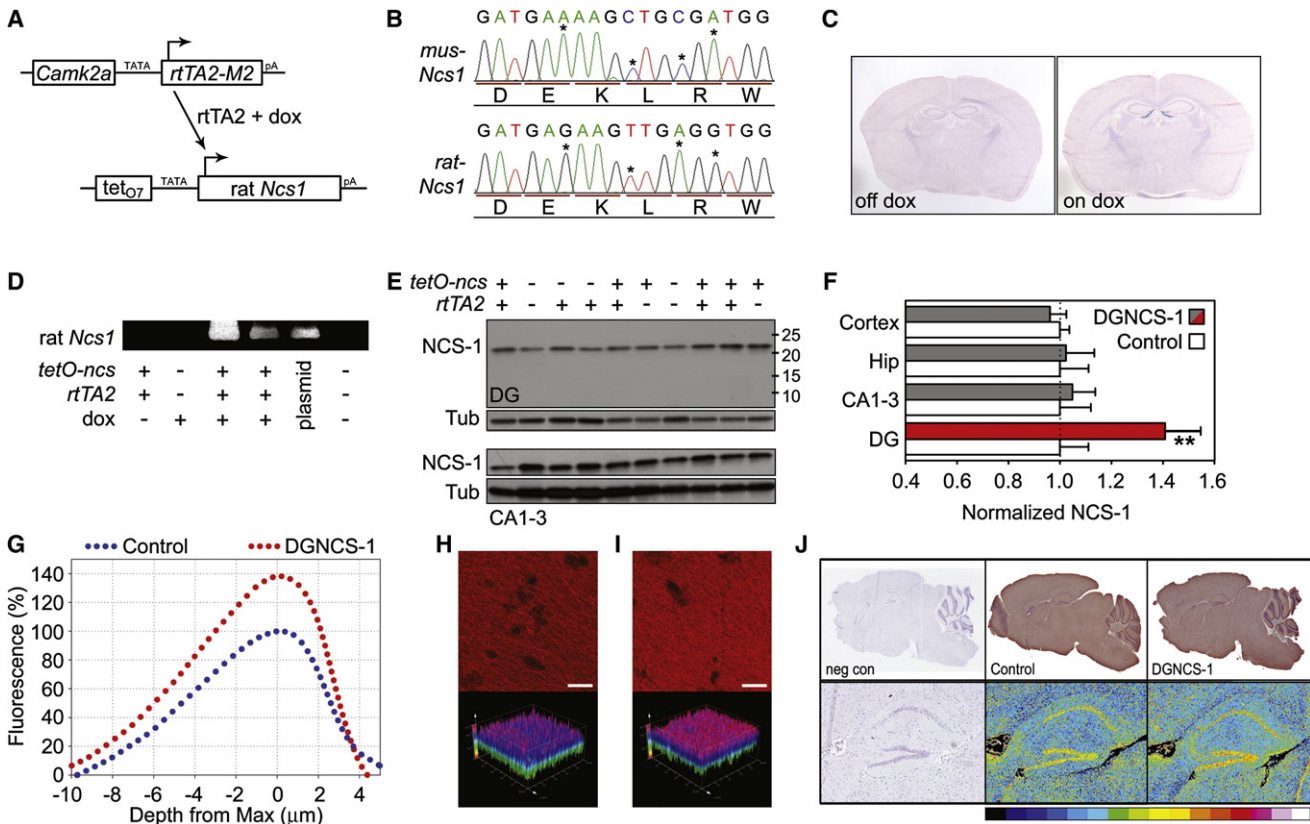 A
Camk2a
TATA
rtTA2-M2
pA
rtTA2 + dox
tetO7
TATA
rat Ncs1
pA
B
G A T G A A A A G C T G C G A T G G
mus-
Ncs1
* * * *
D E K L R W
G A T G A G A A G T T G A G G T G G
rat-
Ncs1
* * * *
D E K L R W
C
off dox
on dox
D
rat Ncs1
tetO-ncs + - + + -
rtTA2 + - + + plasmid -
dox - + + + -
E
tetO-ncs + - - - + + - + + +
rtTA2 + - + + + - - + + -
NCS-1
25
20
15
10
DG
Tub
NCS-1
Tub
CA1-3
F
DGNCS-1
Control
Cortex
Hip
CA1-3
DG
**
0.4 0.6 0.8 1.0 1.2 1.4 1.6
Normalized NCS-1
G
Control DGNCS-1
Fluorescence (%)
140
120
100
80
60
40
20
0
-10 -8 -6 -4 -2 0 2 4
Depth from Max (μm)
H
I
J
neg con
Control
DGNCS-1